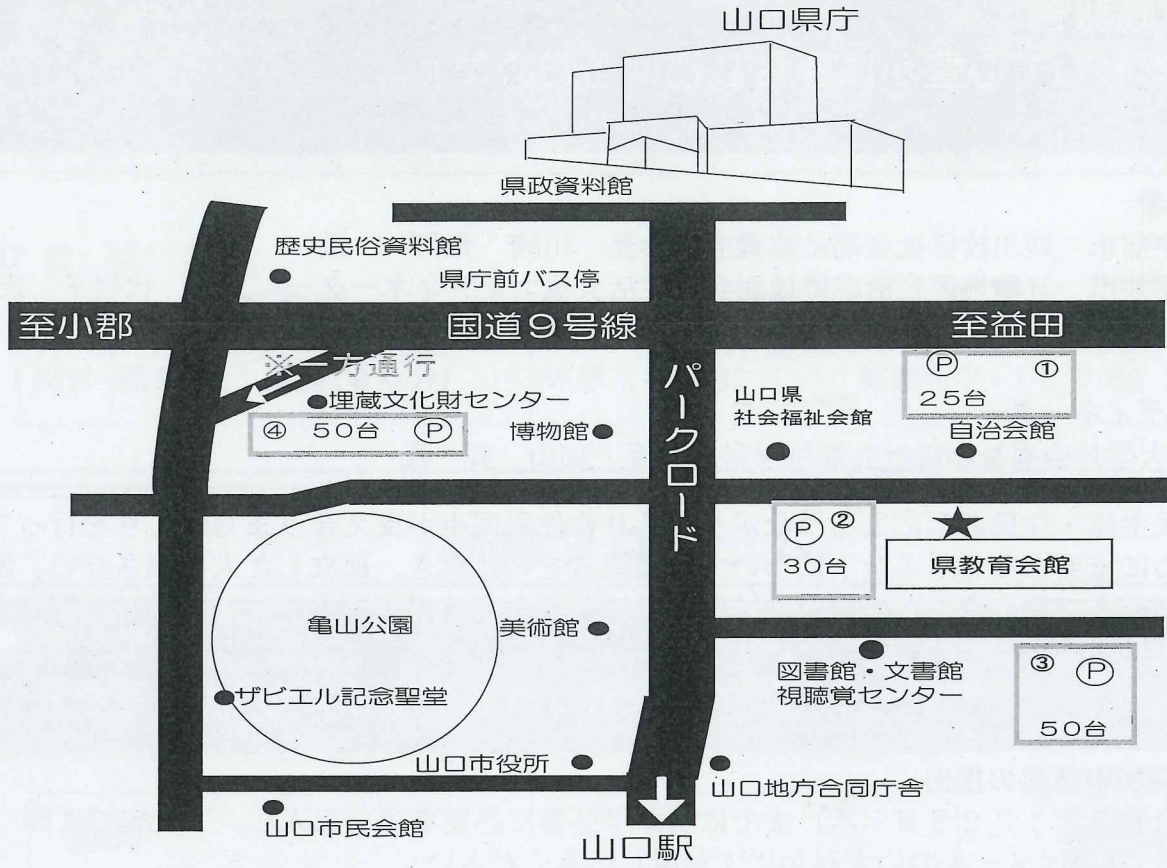 山口県庁
県政資料館
歴史民俗資料館
県庁前バス停
至小郡
国道9号線
至益田
※一方通行
埋蔵文化財センター
④ 50台 Ⓟ
博物館
パークロード
山口県
社会福祉会館
Ⓟ ①
25台
自治会館
Ⓟ ②
30台
県教育会館
亀山公園
美術館
ザビエル記念聖堂
図書館・文書館
視聴覚センター
③ Ⓟ
50台
山口市役所
山口地方合同庁舎
山口市民会館
山口駅